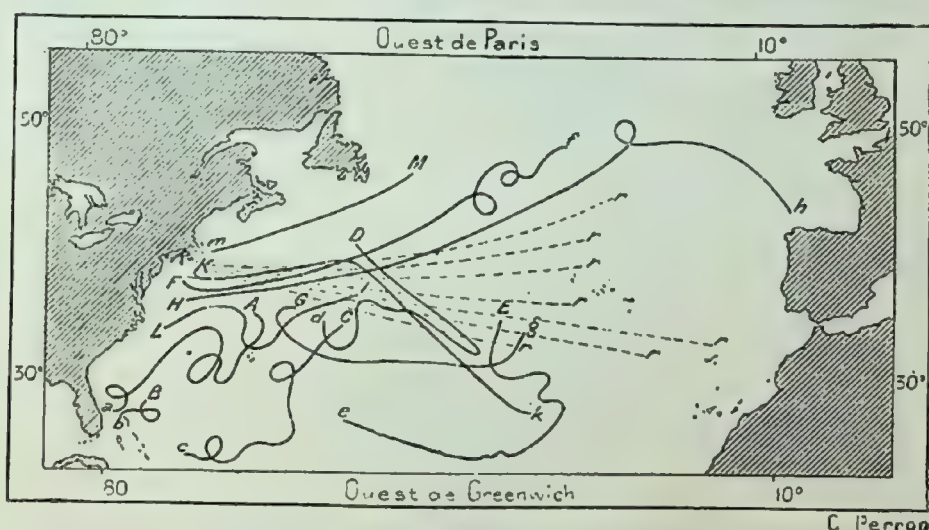 80° Ouest de Paris 10°
50° 50°
M
h
D
m
K K
F
H A G E
L d C g
30° 30°
B
a
b e k
c
80 Ouest de Greenwich 10°
C. Perron